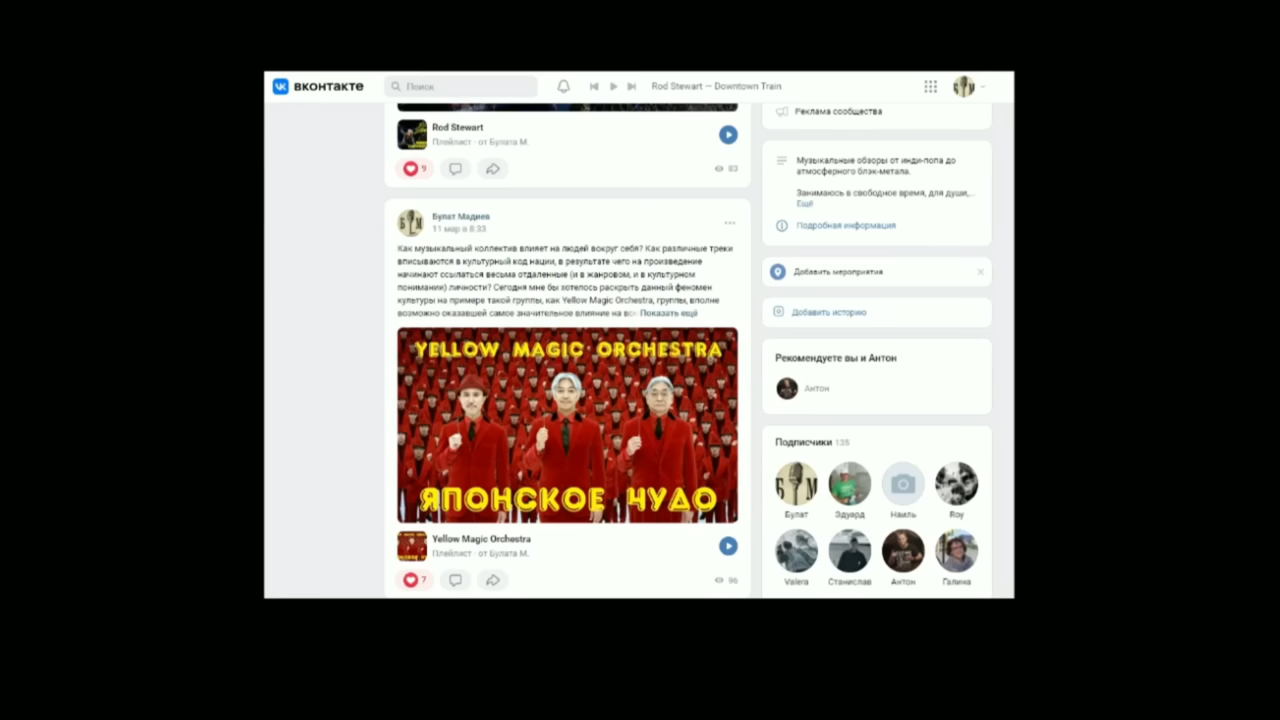 вконтакте
Поиск
Rod Stewart — Downtown Train
Rod Stewart
Плейлист · от Булата М.
9
83
Булат Мадиев
11 мар в 8:33
Как музыкальный коллектив влияет на людей вокруг себя? Как различные треки
вписываются в культурный код нации, в результате чего на произведение
начинают ссылаться весьма отдаленные (и в жанровом, и в культурном
понимании) личности? Сегодня мне бы хотелось раскрыть данный феномен
культуры на примере такой группы, как Yellow Magic Orchestra, группы, вполне
возможно оказавшей самое значительное влияние на вс Показать ещё
YELLOW MAGIC ORCHESTRA
ЯПОНСКОЕ ЧУДО
Yellow Magic Orchestra
Плейлист · от Булата М.
7
96
Реклама сообщества
Музыкальные обзоры от инди-попа до
атмосферного блэк-метала.
Занимаюсь в свободное время, для души,...
Ещё
Подробная информация
Добавить мероприятия
Добавить историю
Рекомендуете вы и Антон
Антон
Подписчики 135
Б М
Булат Эдуард Наиль Roy
Valera Станислав Антон Галина